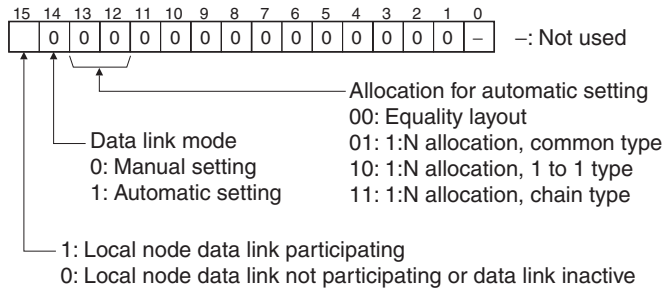 15 14 13 12 11 10 9 8 7 6 5 4 3 2 1 0
0 0 0 0 0 0 0 0 0 0 0 0 0 0 – –: Not used
Allocation for automatic setting
00: Equality layout
01: 1:N allocation, common type
10: 1:N allocation, 1 to 1 type
11: 1:N allocation, chain type
Data link mode
0: Manual setting
1: Automatic setting
1: Local node data link participating
0: Local node data link not participating or data link inactive